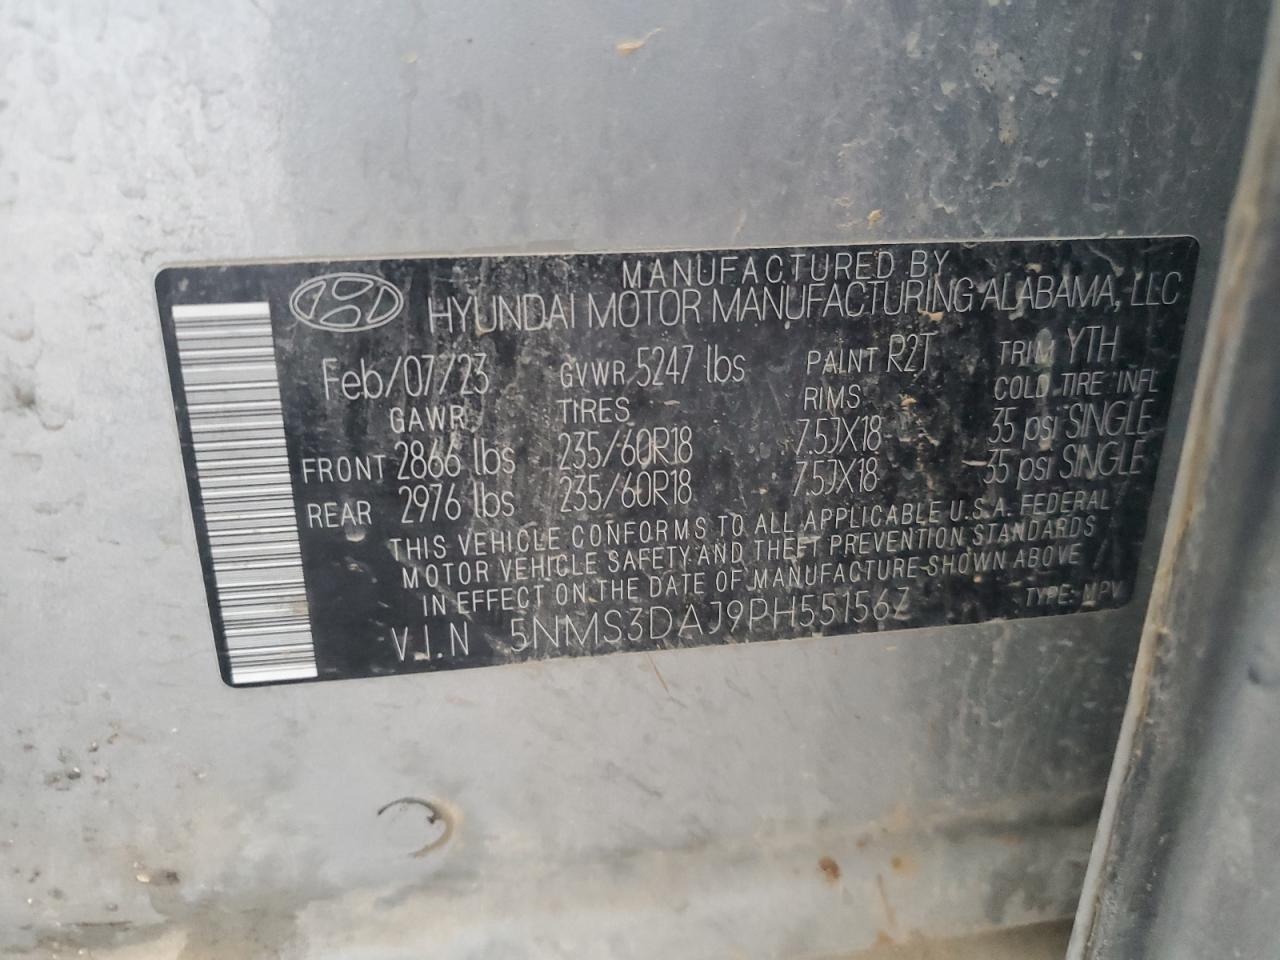 MANUFACTURED BY
HYUNDAI MOTOR MANUFACTURING ALABAMA, LLC
Feb/07/23 GVWR 5247 lbs PAINT R2T TRIM YTH
GAWR TIRES RIMS COLD TIRE INFL
FRONT 2866 lbs 235/60R18 7.5JX18 35 psi SINGLE
REAR 2976 lbs 235/60R18 7.5JX18 35 psi SINGLE
THIS VEHICLE CONFORMS TO ALL APPLICABLE U.S.A. FEDERAL
MOTOR VEHICLE SAFETY AND THEFT PREVENTION STANDARDS
IN EFFECT ON THE DATE OF MANUFACTURE SHOWN ABOVE
V.I.N 5NMS3DAJ9PH551562 TYPE: MPV